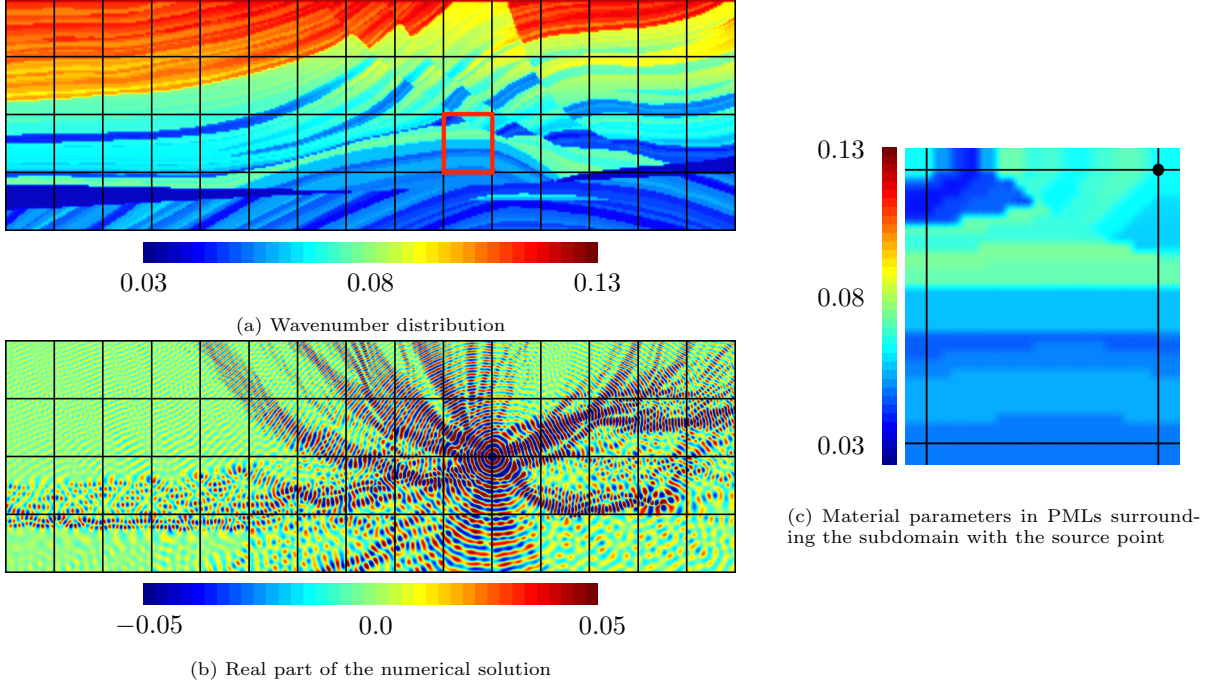 0.03 0.08 0.13
(a) Wavenumber distribution
−0.05 0.0 0.05
(b) Real part of the numerical solution
0.13
0.08
0.03
(c) Material parameters in PMLs surround-
ing the subdomain with the source point